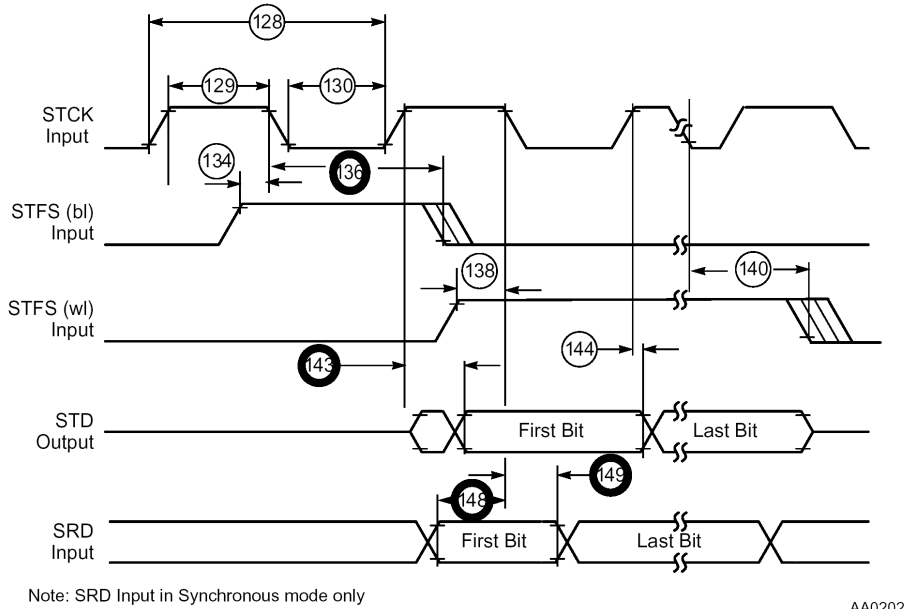 128
129
130
STCK
Input
134
136
STFS (bl)
Input
138
140
STFS (wl)
Input
143
144
STD
Output
First Bit
Last Bit
149
148
SRD
Input
First Bit
Last Bit
Note: SRD Input in Synchronous mode only
AA0202